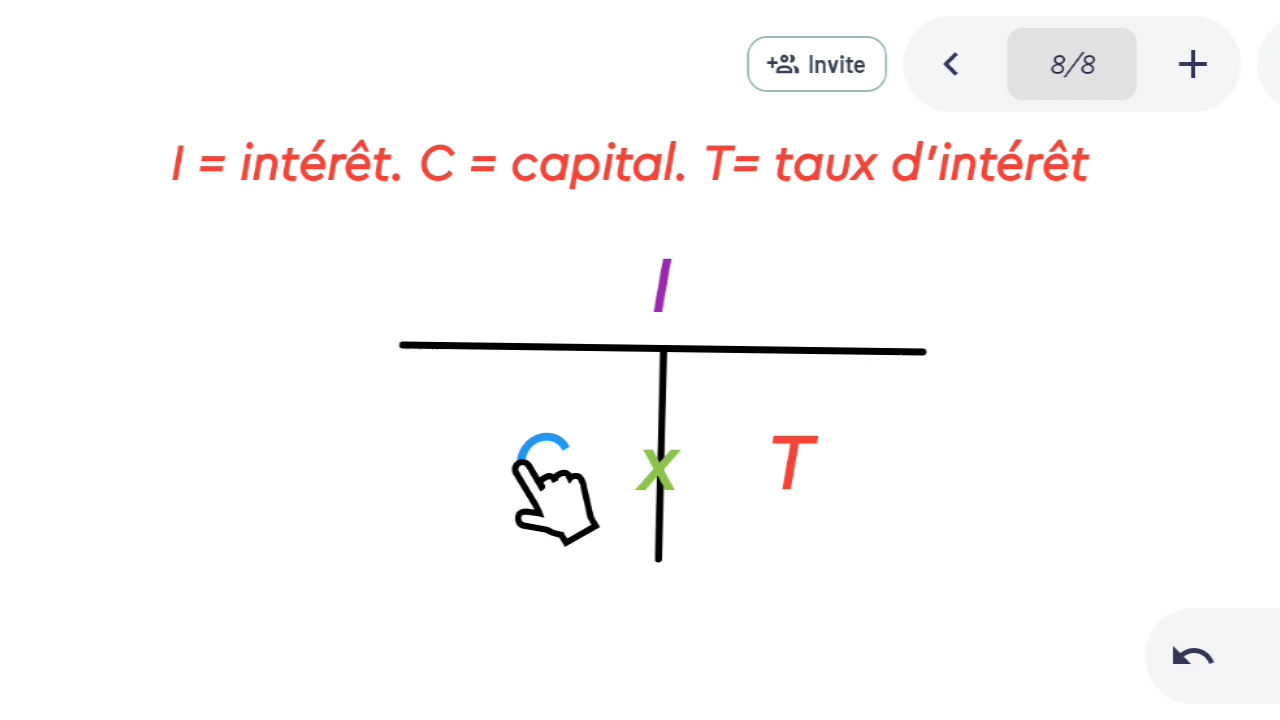 Invite
8/8
I = intérêt. C = capital. T= taux d'intérêt
I
C x T